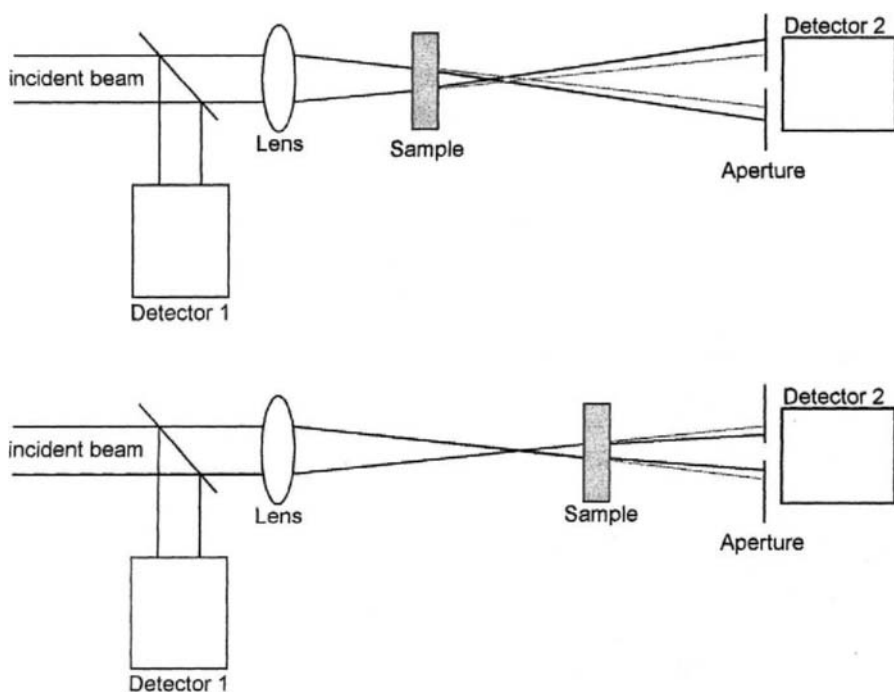 Detector 2
incident beam
Lens
Sample
Aperture
Detector 1
Detector 2
incident beam
Lens
Sample
Aperture
Detector 1